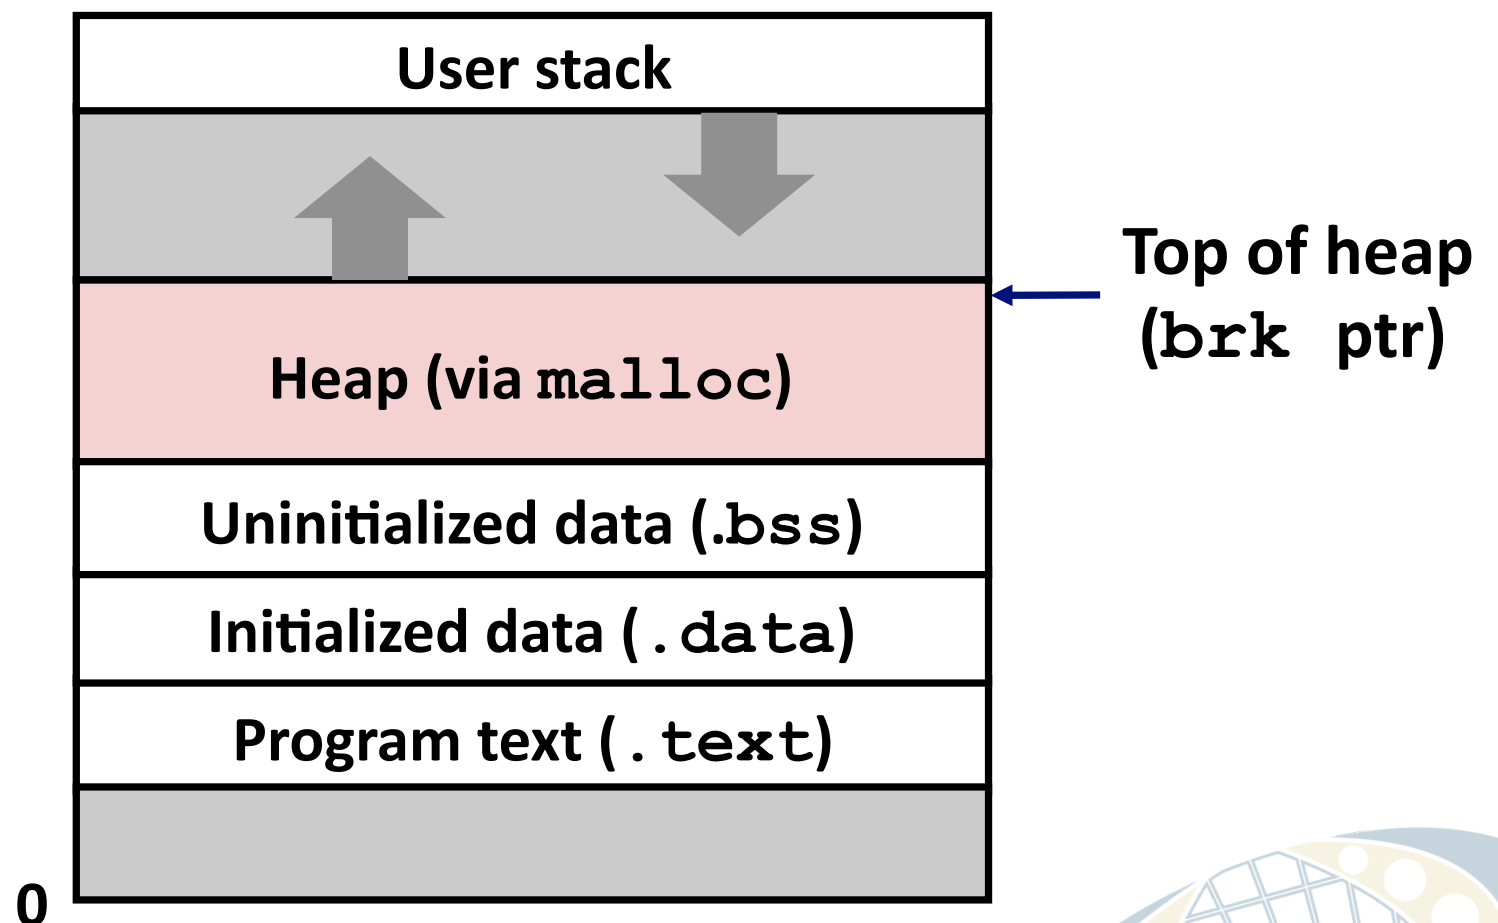 User stack
Top of heap
(brk ptr)
Heap (via malloc)
Uninitialized data (.bss)
Initialized data (.data)
Program text (.text)
0